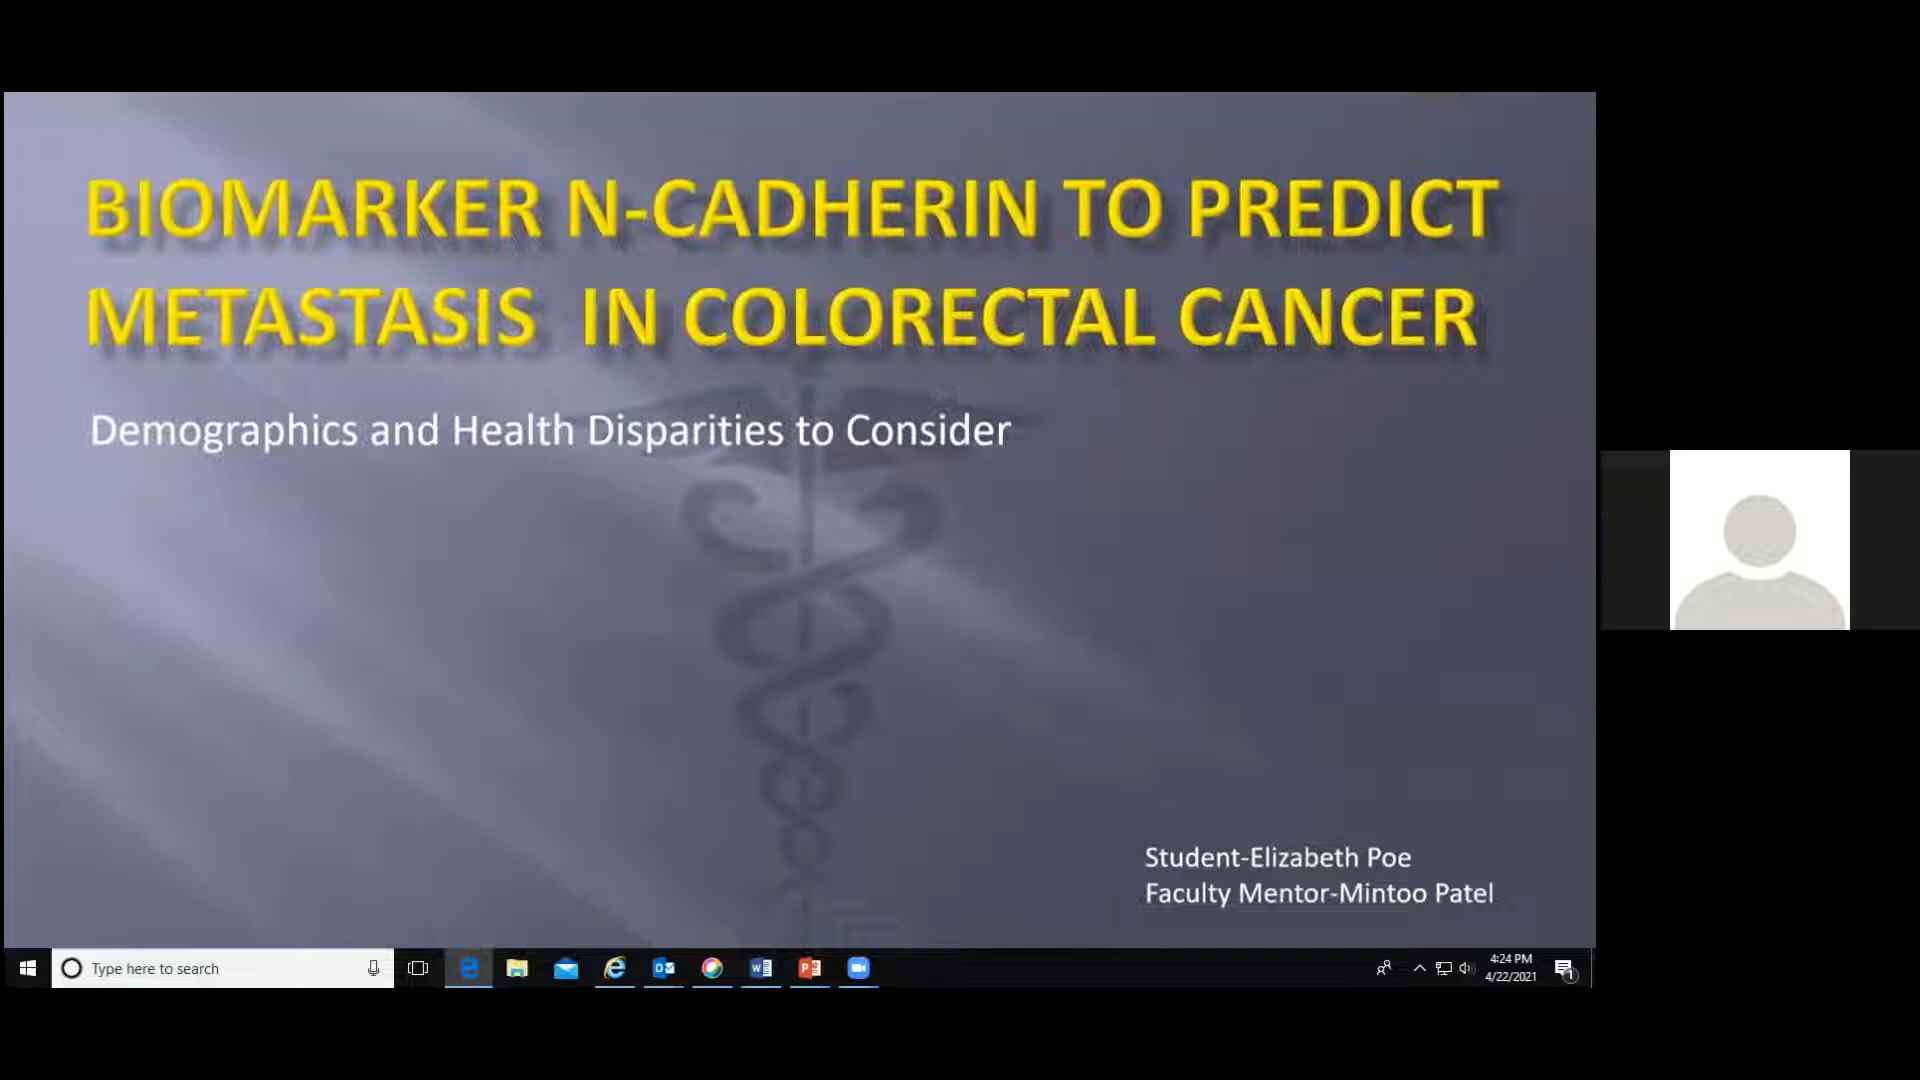 BIOMARKER N-CADHERIN TO PREDICT
METASTASIS IN COLORECTAL CANCER
Demographics and Health Disparities to Consider
Student-Elizabeth Poe
Faculty Mentor-Mintoo Patel
Type here to search
4:24 PM
4/22/2021
1